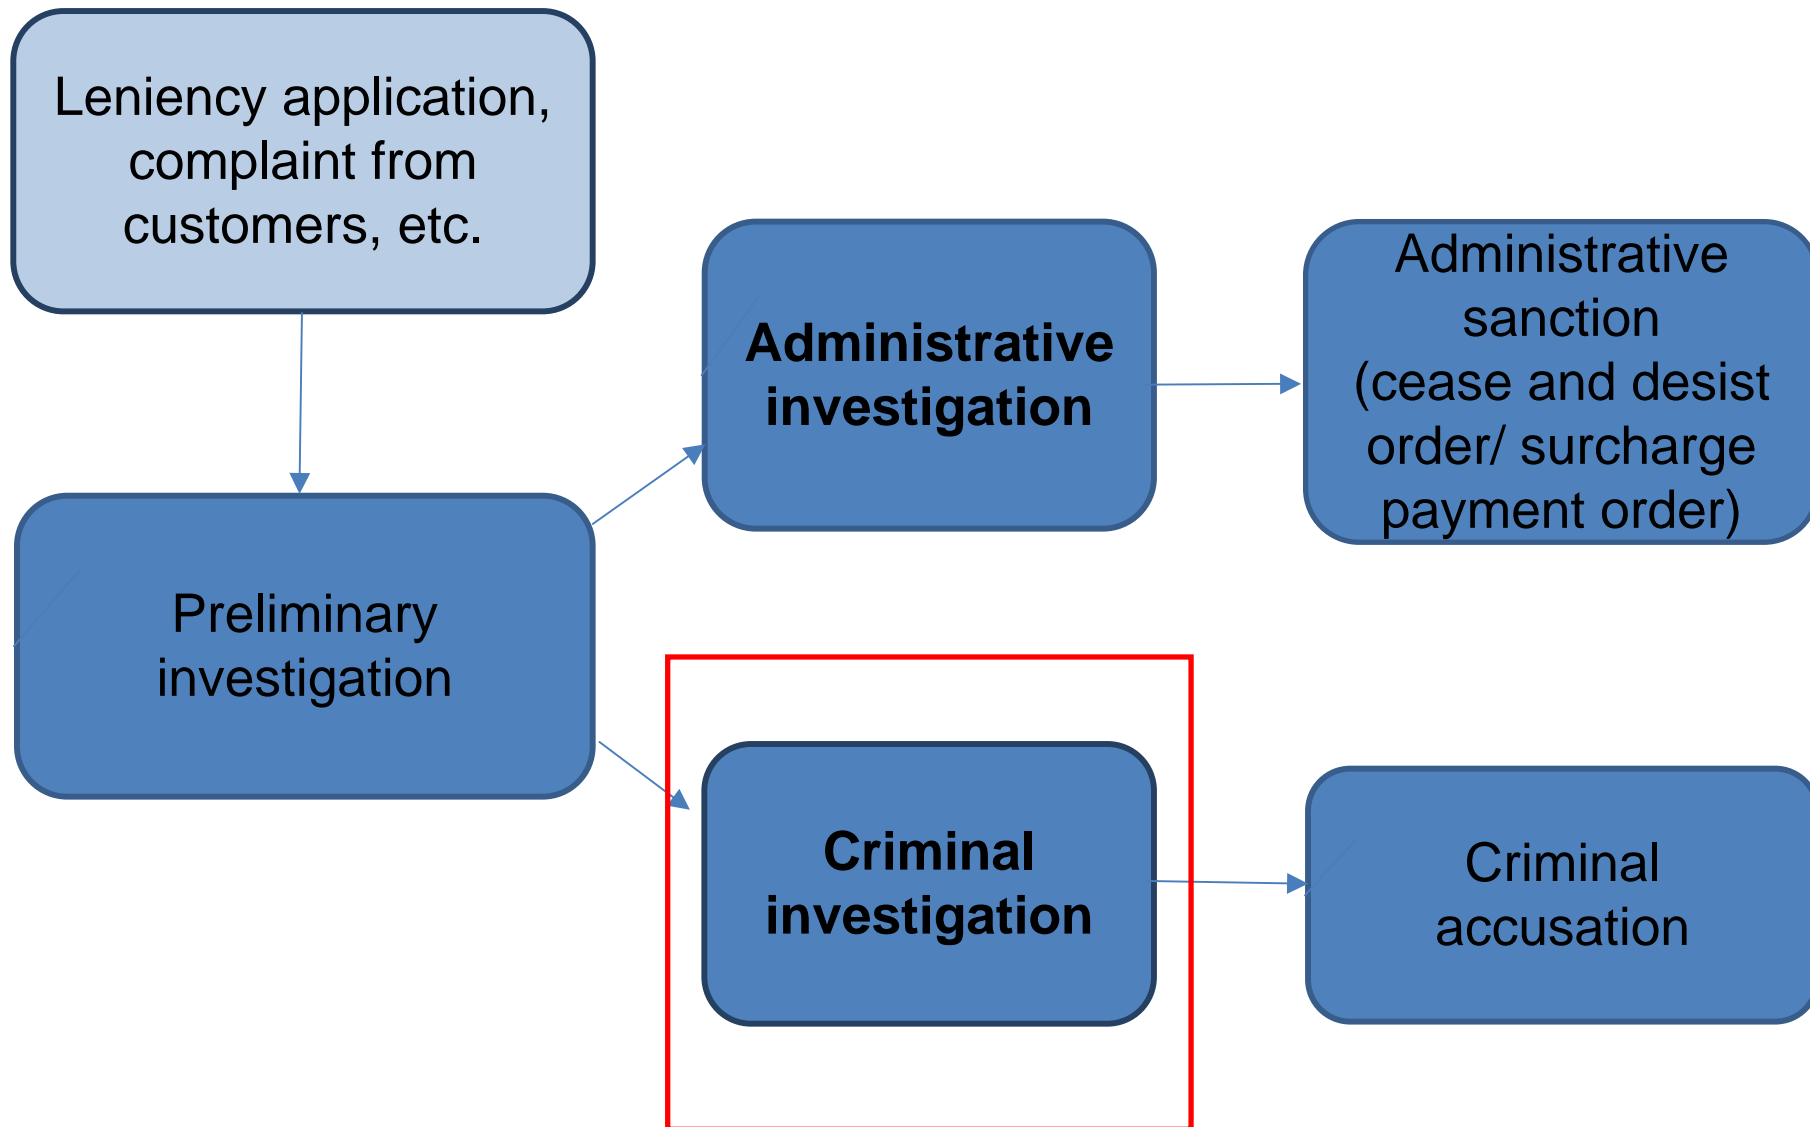 Leniency application,
complaint from
customers, etc.
Preliminary
investigation
Administrative
investigation
Administrative
sanction
(cease and desist
order/ surcharge
payment order)
Criminal
investigation
Criminal
accusation